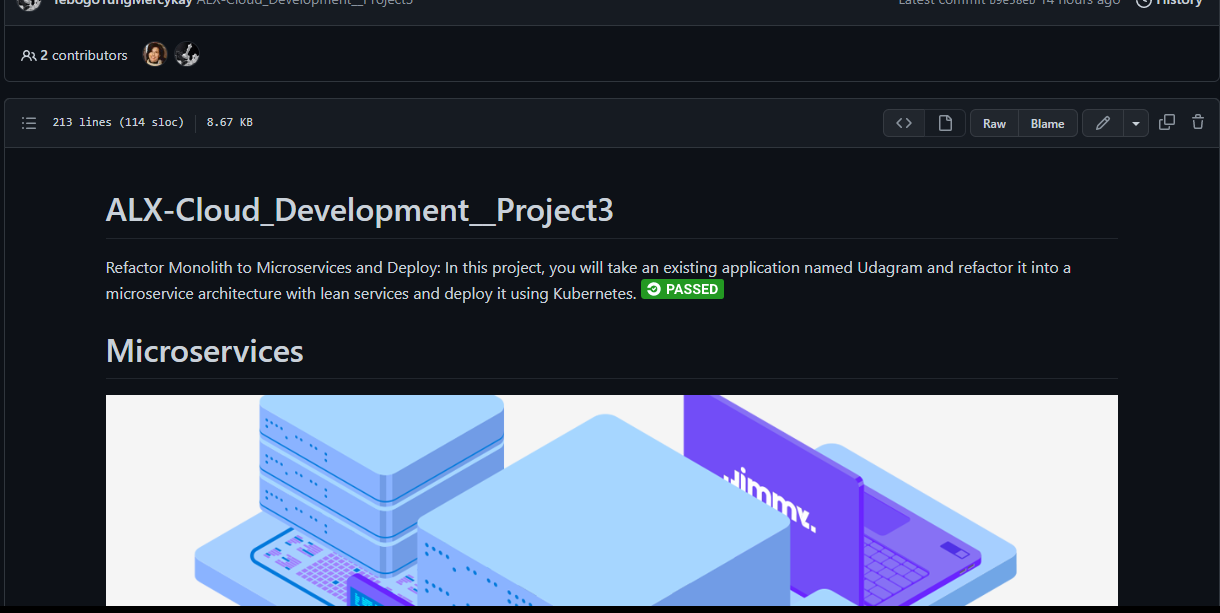 TebogoYungMercykay ALX-Cloud_Development__Project3 Latest commit b9e58eb 14 hours ago History
2 contributors
213 lines (114 sloc) 8.67 KB Raw Blame
ALX-Cloud_Development__Project3
Refactor Monolith to Microservices and Deploy: In this project, you will take an existing application named Udagram and refactor it into a
microservice architecture with lean services and deploy it using Kubernetes. PASSED
Microservices
jimmy.